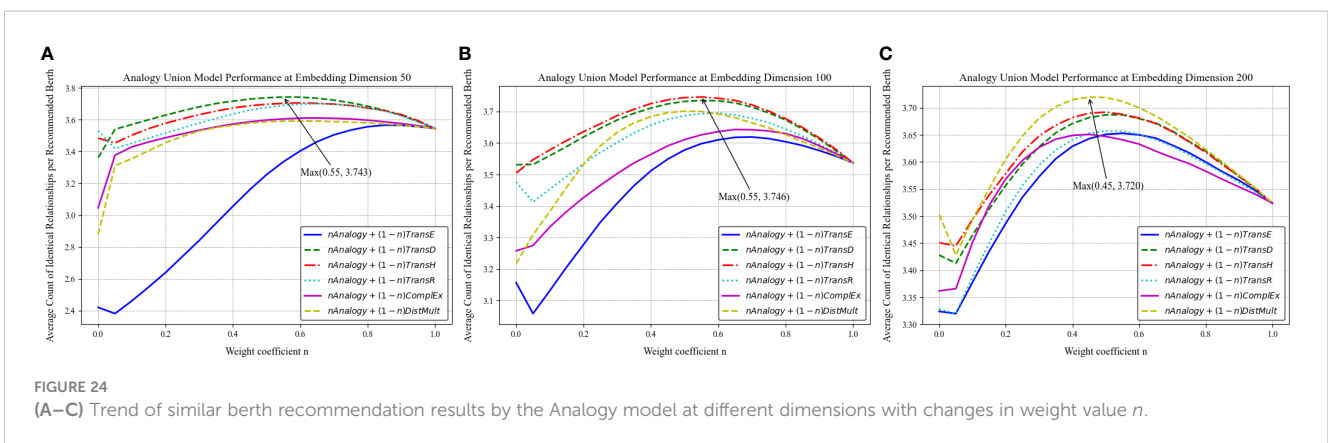 A
Analogy Union Model Performance at Embedding Dimension 50
Average Count of Identical Relationships per Recommended Berth
3.8
3.6
3.4
3.2
3.0
2.8
2.6
2.4
Max(0.55, 3.743)
nAnalogy + (1 − n)TransE
nAnalogy + (1 − n)TransD
nAnalogy + (1 − n)TransH
nAnalogy + (1 − n)TransR
nAnalogy + (1 − n)ComplEx
nAnalogy + (1 − n)DistMult
0.0 0.2 0.4 0.6 0.8 1.0
Weight coefficient n
B
Analogy Union Model Performance at Embedding Dimension 100
Average Count of Identical Relationships per Recommended Berth
3.7
3.6
3.5
3.4
3.3
3.2
3.1
Max(0.55, 3.746)
nAnalogy + (1 − n)TransE
nAnalogy + (1 − n)TransD
nAnalogy + (1 − n)TransH
nAnalogy + (1 − n)TransR
nAnalogy + (1 − n)ComplEx
nAnalogy + (1 − n)DistMult
0.0 0.2 0.4 0.6 0.8 1.0
Weight coefficient n
C
Analogy Union Model Performance at Embedding Dimension 200
Average Count of Identical Relationships per Recommended Berth
3.70
3.65
3.60
3.55
3.50
3.45
3.40
3.35
3.30
Max(0.45, 3.720)
nAnalogy + (1 − n)TransE
nAnalogy + (1 − n)TransD
nAnalogy + (1 − n)TransH
nAnalogy + (1 − n)TransR
nAnalogy + (1 − n)ComplEx
nAnalogy + (1 − n)DistMult
0.0 0.2 0.4 0.6 0.8 1.0
Weight coefficient n
FIGURE 24
(A–C) Trend of similar berth recommendation results by the Analogy model at different dimensions with changes in weight value n.